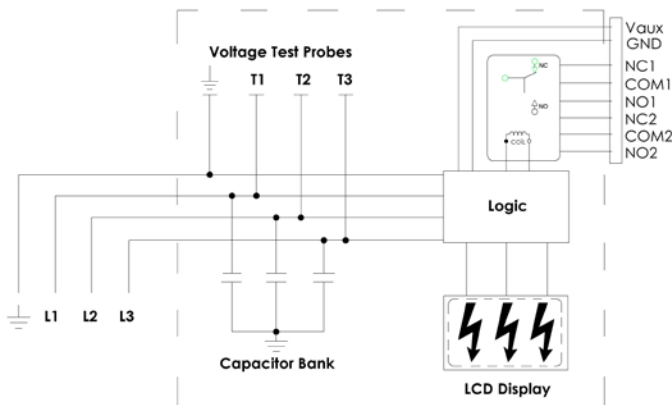 Vaux
GND
Voltage Test Probes
T1 T2 T3
NC
NC1
COM1
NO
NO1
NC2
COIL
COM2
NO2
Logic
L1 L2 L3
Capacitor Bank
LCD Display